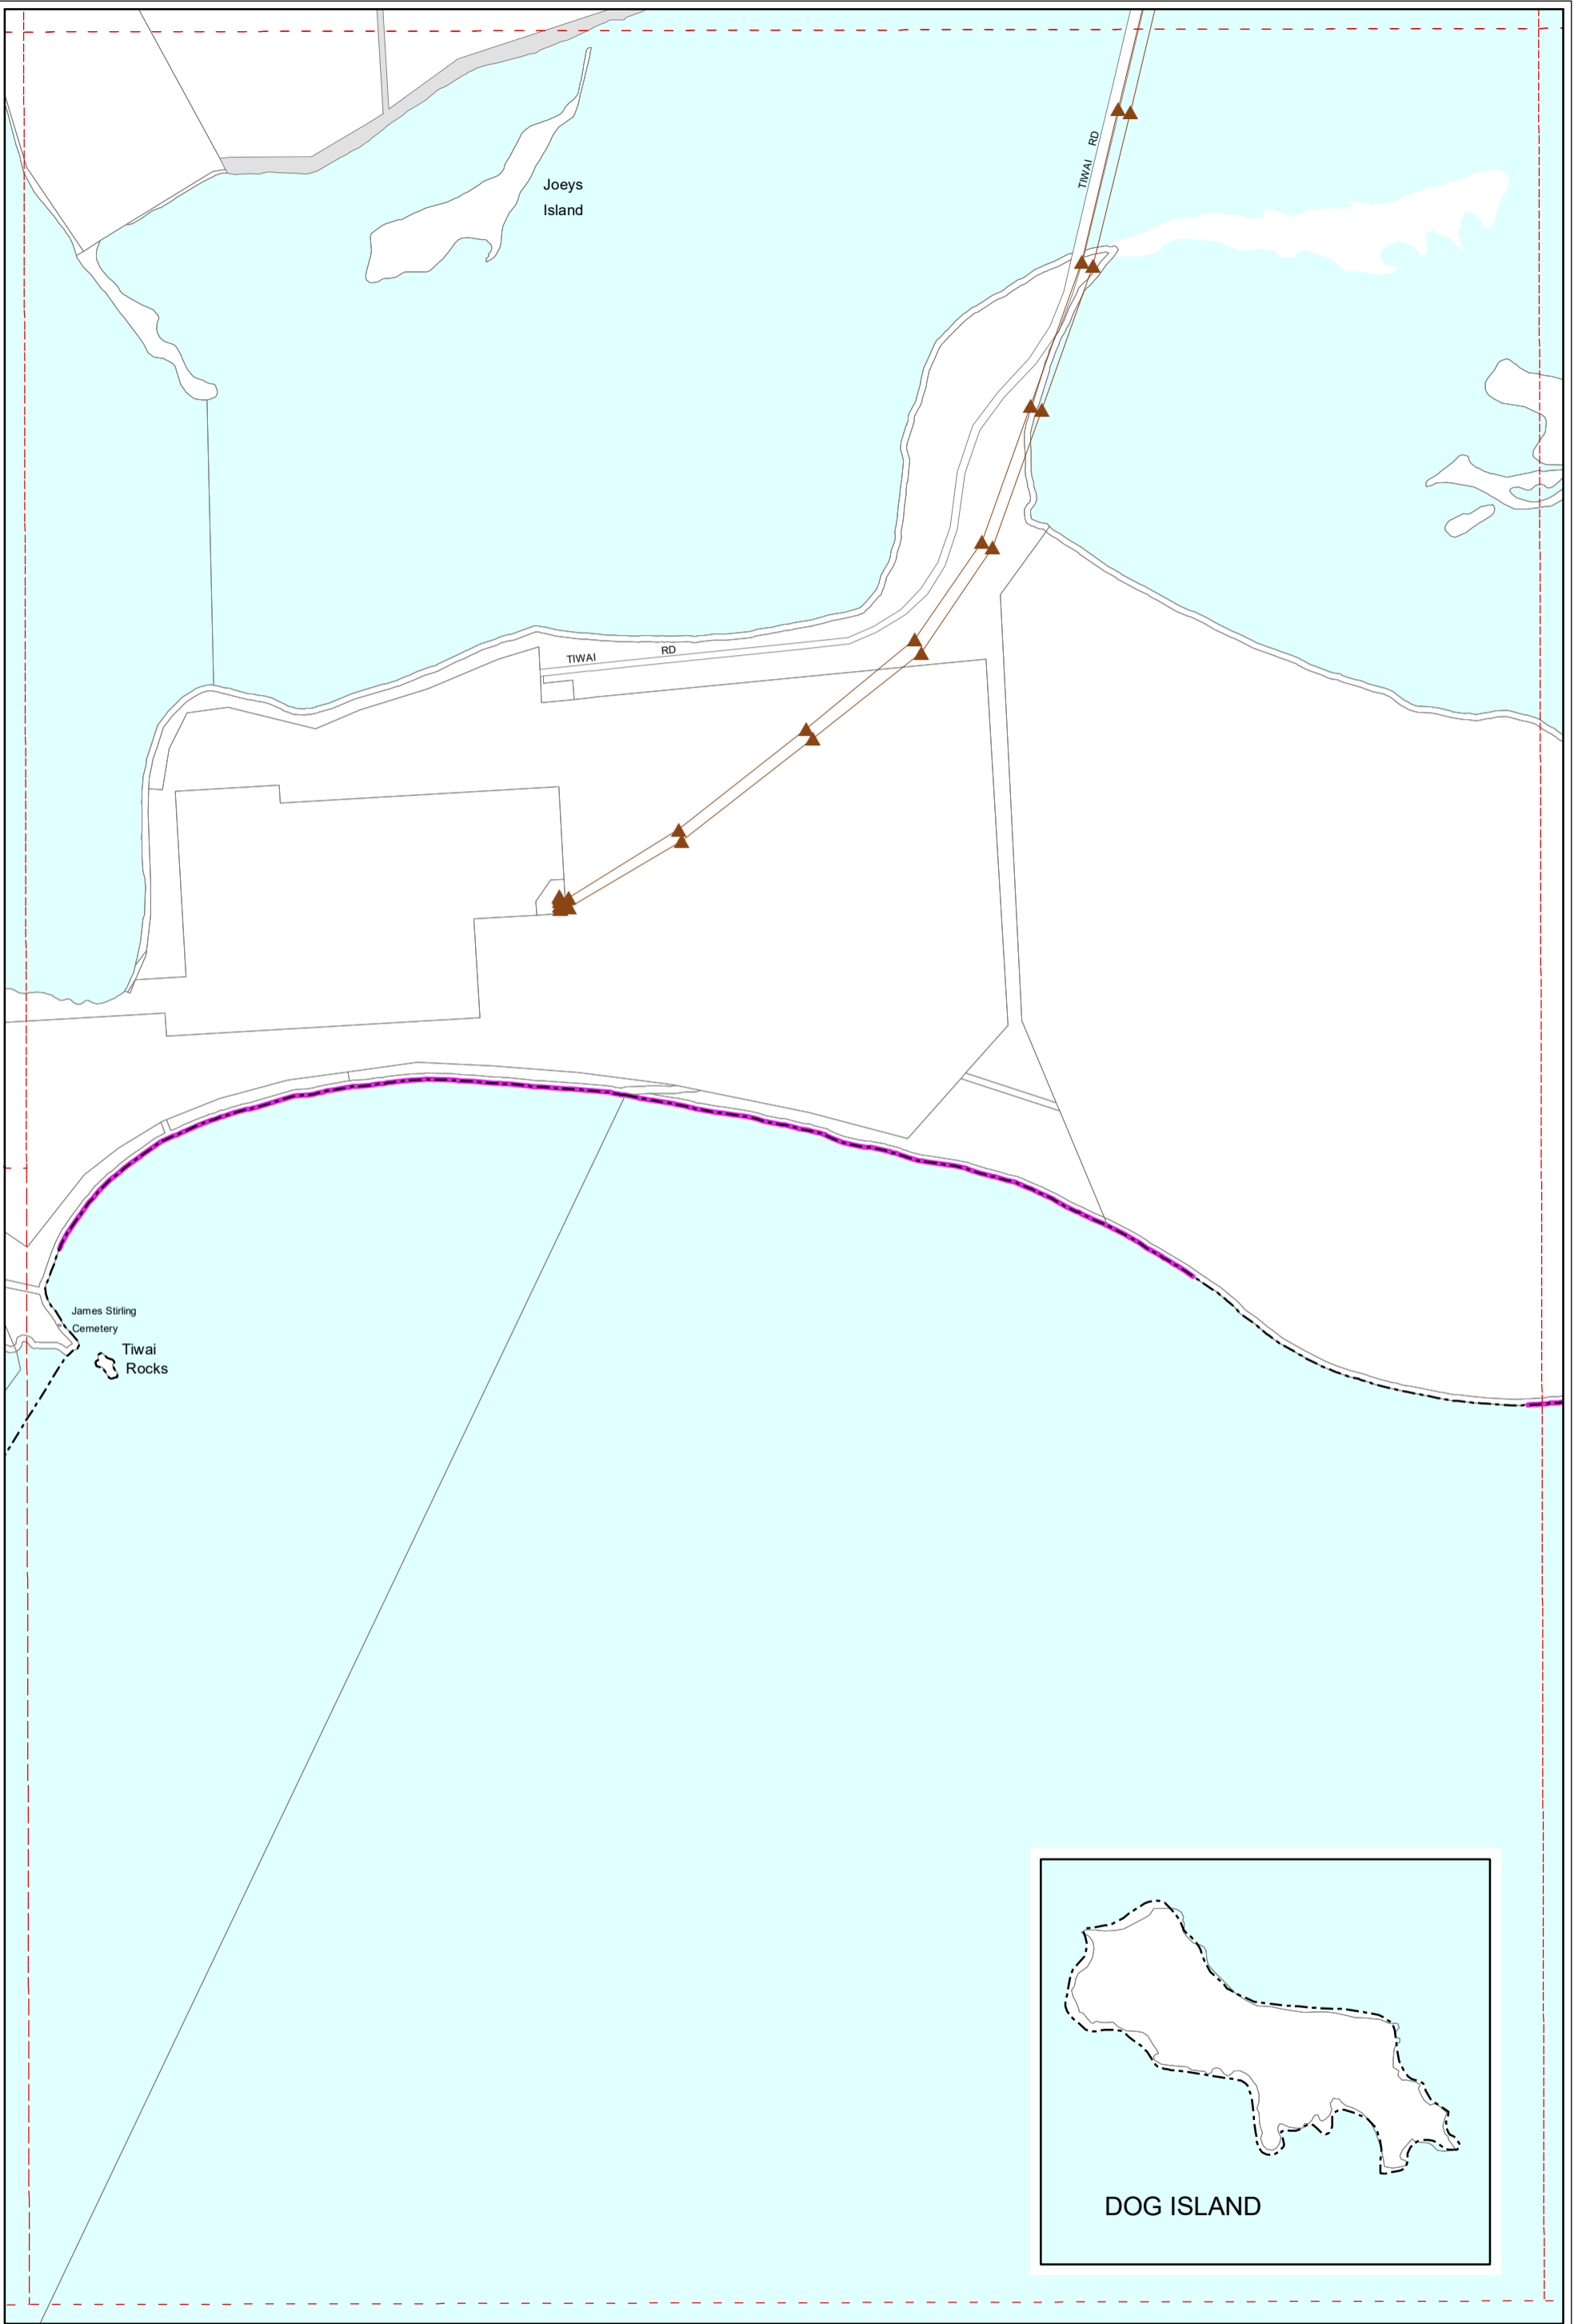 TIWAI RD
Joeys
Island
TIWAI RD
James Stirling
Cemetery
Tiwai
Rocks
DOG ISLAND